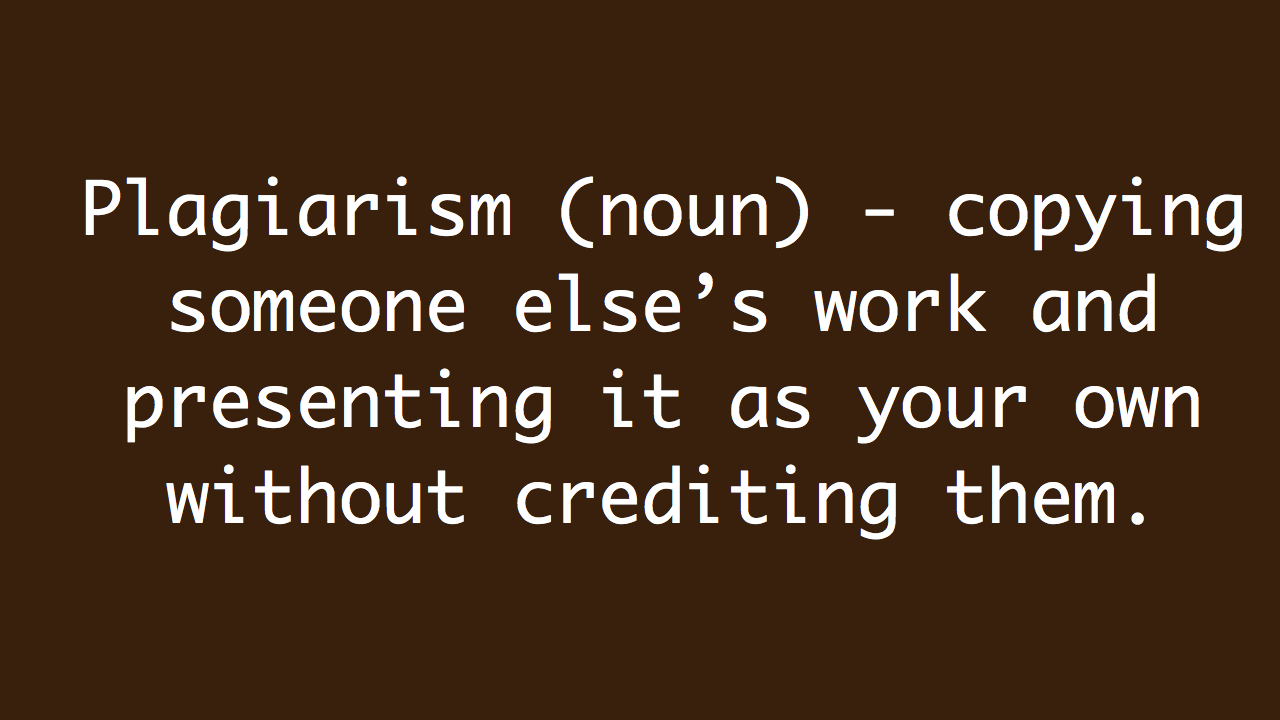 Plagiarism (noun) - copying
someone else’s work and
presenting it as your own
without crediting them.